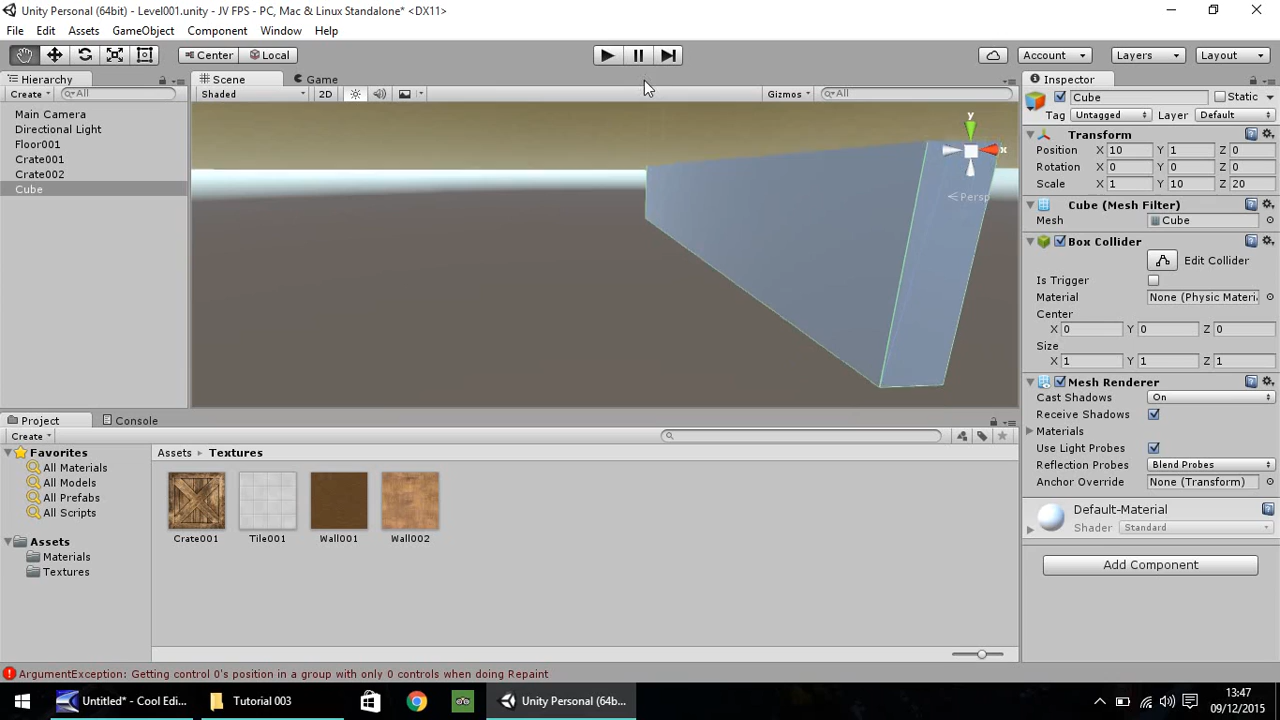 Unity Personal (64bit) - Level001.unity - JV FPS - PC, Mac & Linux Standalone* <DX11>
File Edit Assets GameObject Component Window Help
Center Local Account Layers Layout
Hierarchy Scene Game Inspector
Create All Shaded 2D Gizmos All Cube Static
Main Camera
Directional Light
Floor001
Crate001
Crate002
Cube
y
x
Persp
Tag Untagged Layer Default
Transform
Position X 10 Y 1 Z 0
Rotation X 0 Y 0 Z 0
Scale X 1 Y 10 Z 20
Cube (Mesh Filter)
Mesh Cube
Box Collider
Edit Collider
Is Trigger
Material None (Physic Materi
Center
X 0 Y 0 Z 0
Size
X 1 Y 1 Z 1
Mesh Renderer
Cast Shadows On
Receive Shadows
Materials
Use Light Probes
Reflection Probes Blend Probes
Anchor Override None (Transform)
Default-Material
Shader Standard
Add Component
Project Console
Create
Favorites
All Materials
All Models
All Prefabs
All Scripts
Assets
Materials
Textures
Assets Textures
Crate001 Tile001 Wall001 Wall002
ArgumentException: Getting control 0's position in a group with only 0 controls when doing Repaint
Untitled* - Cool Edi... Tutorial 003 Unity Personal (64b...
13:47
09/12/2015